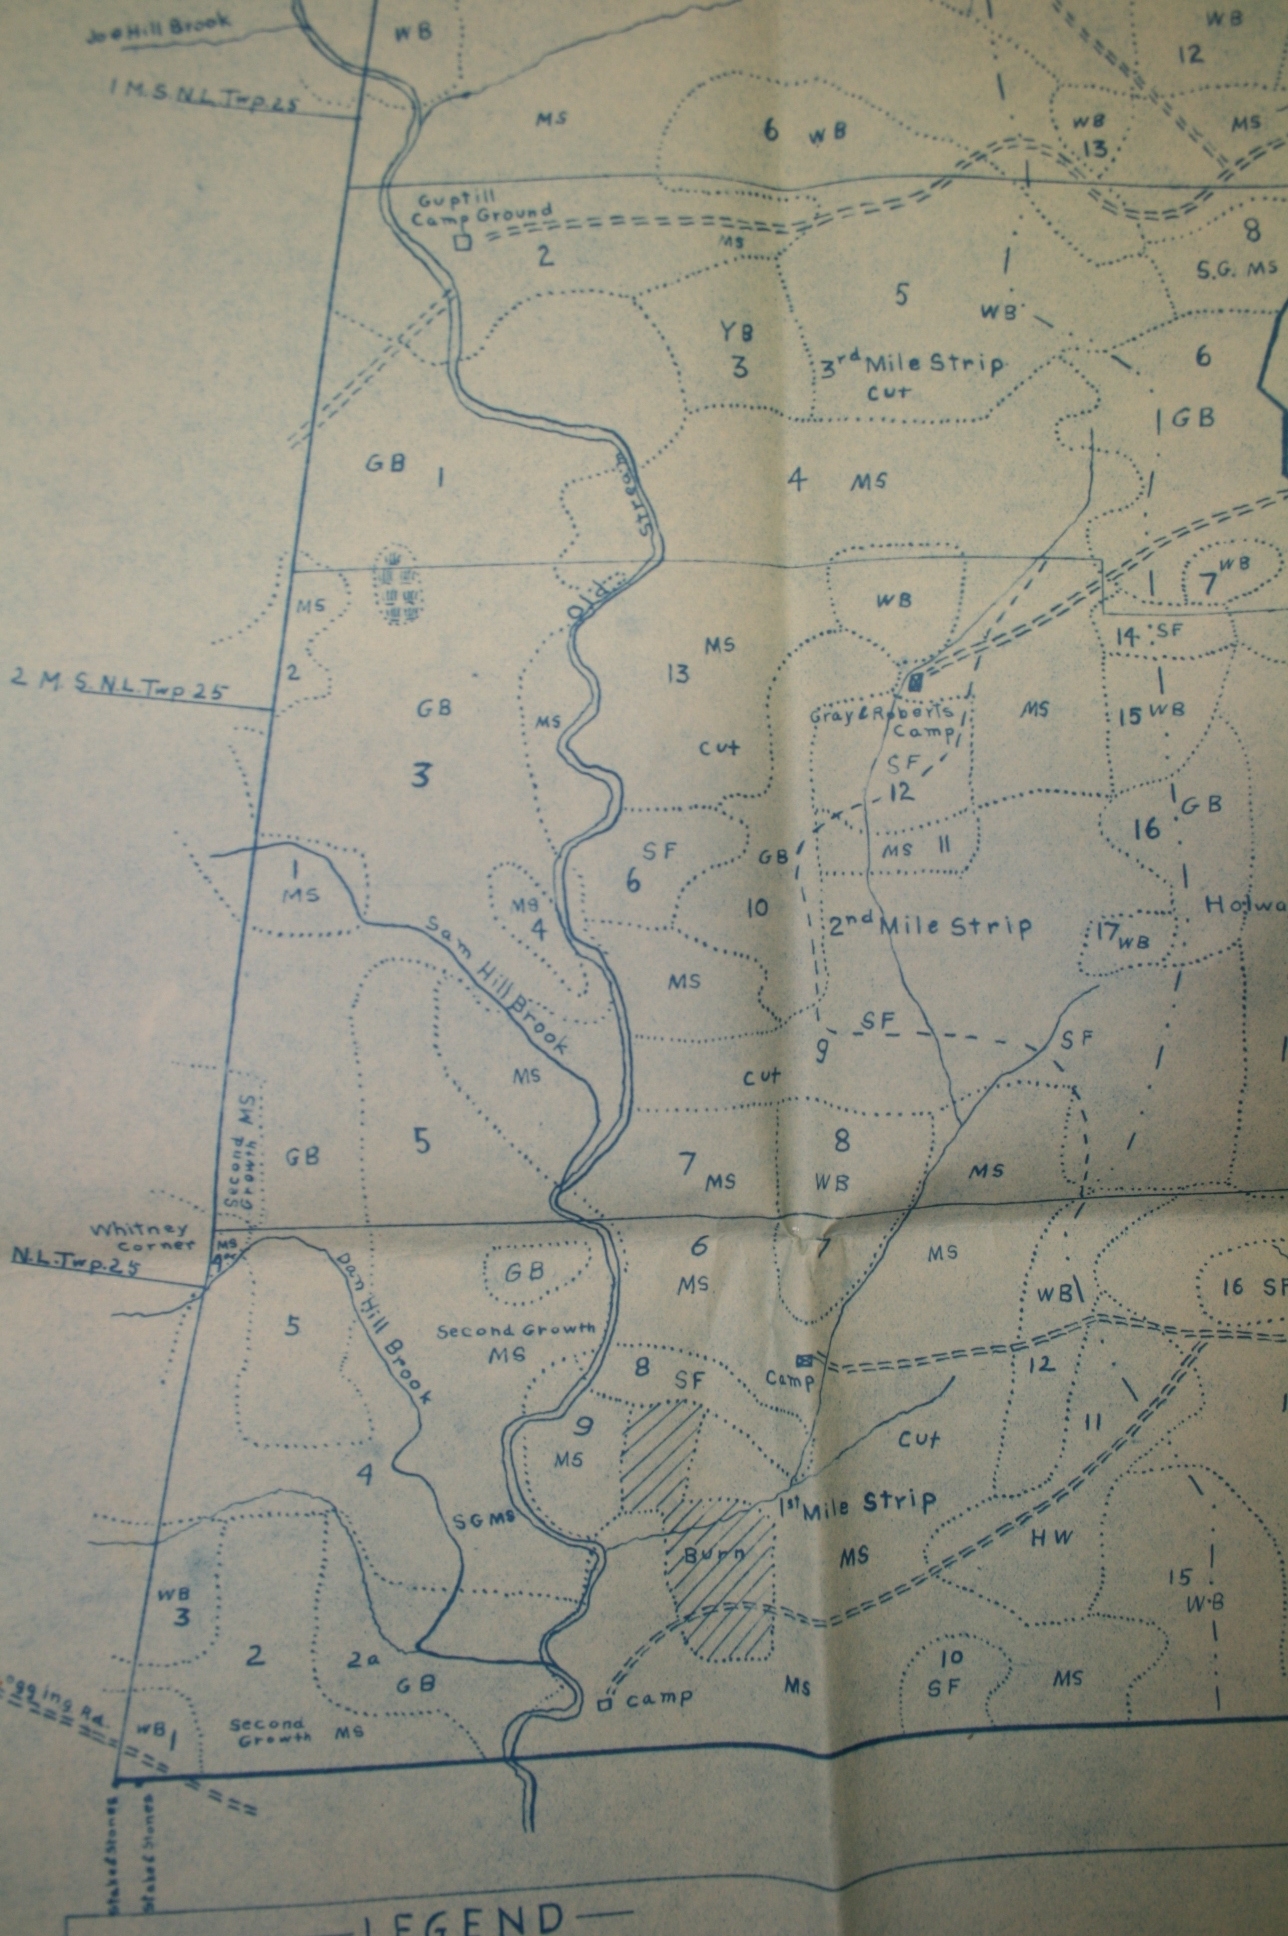 Joe Hill Brook
WB
WB
12
1 M.S.N.L. Twp. 25
MS
6 WB
WB
13
MS
Guptill
Camp Ground
2
MS
8
S.G. MS
5
WB
YB
3
3rd Mile Strip
Cut
6
GB
GB 1
Stream
4 MS
Old
MS
2
WB
1
7 WB
14 SF
MS
13
2 M.S.N.L. Twp 25
GB
3
MS
Cut
Gray & Roberts
Camp
SF
12
MS
15 WB
16
GB
1
MS
SF
6
GB
10
MS 11
MS
4
Sam Hill Brook
2nd Mile Strip
17 WB
MS
SF
SF
9
MS
Cut
Second
Growth MS
GB
5
7
MS
8
WB
MS
Whitney
Corner
N.L. Twp. 25
MS
Dan Hill Brook
GB
6
MS
7
MS
WB
16
5
Second Growth
MS
8 SF
Camp
12
9
MS
Cut
11
4
SGMS
1st Mile Strip
Burn
MS
HW
15
WB
WB
3
2
2a
GB
10
SF
MS
MS
Camp
Rd.
WB
1
Second
Growth MS
Staked Stones
Staked Stones
LEGEND